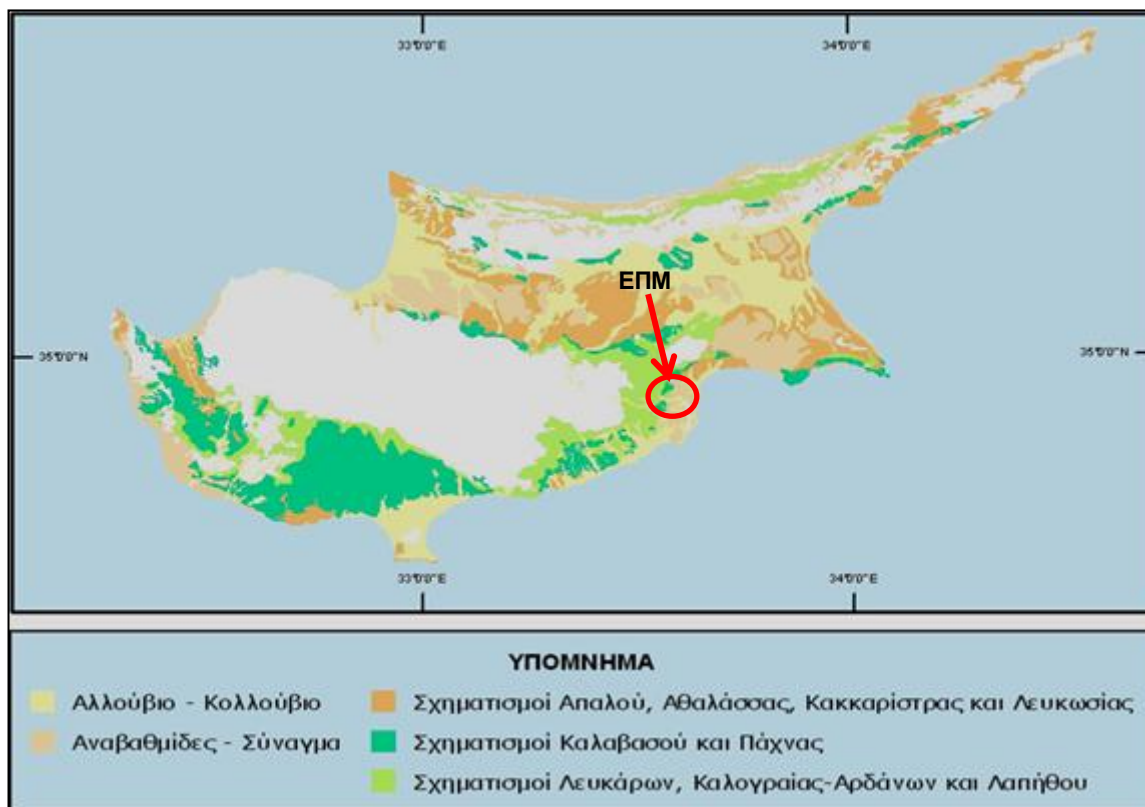 33°0'0"E 34°0'0"E
ΕΠΜ
35°0'0"N 35°0'0"N
33°0'0"E 34°0'0"E
ΥΠΟΜΝΗΜΑ
Αλλούβιο - Κολλούβιο
Αναβαθμίδες - Σύναγμα
Σχηματισμοί Απαλού, Αθαλάσσας, Κακκαρίστρας και Λευκωσίας
Σχηματισμοί Καλαβασού και Πάχνας
Σχηματισμοί Λευκάρων, Καλογραίας-Αρδάνων και Λαπήθου